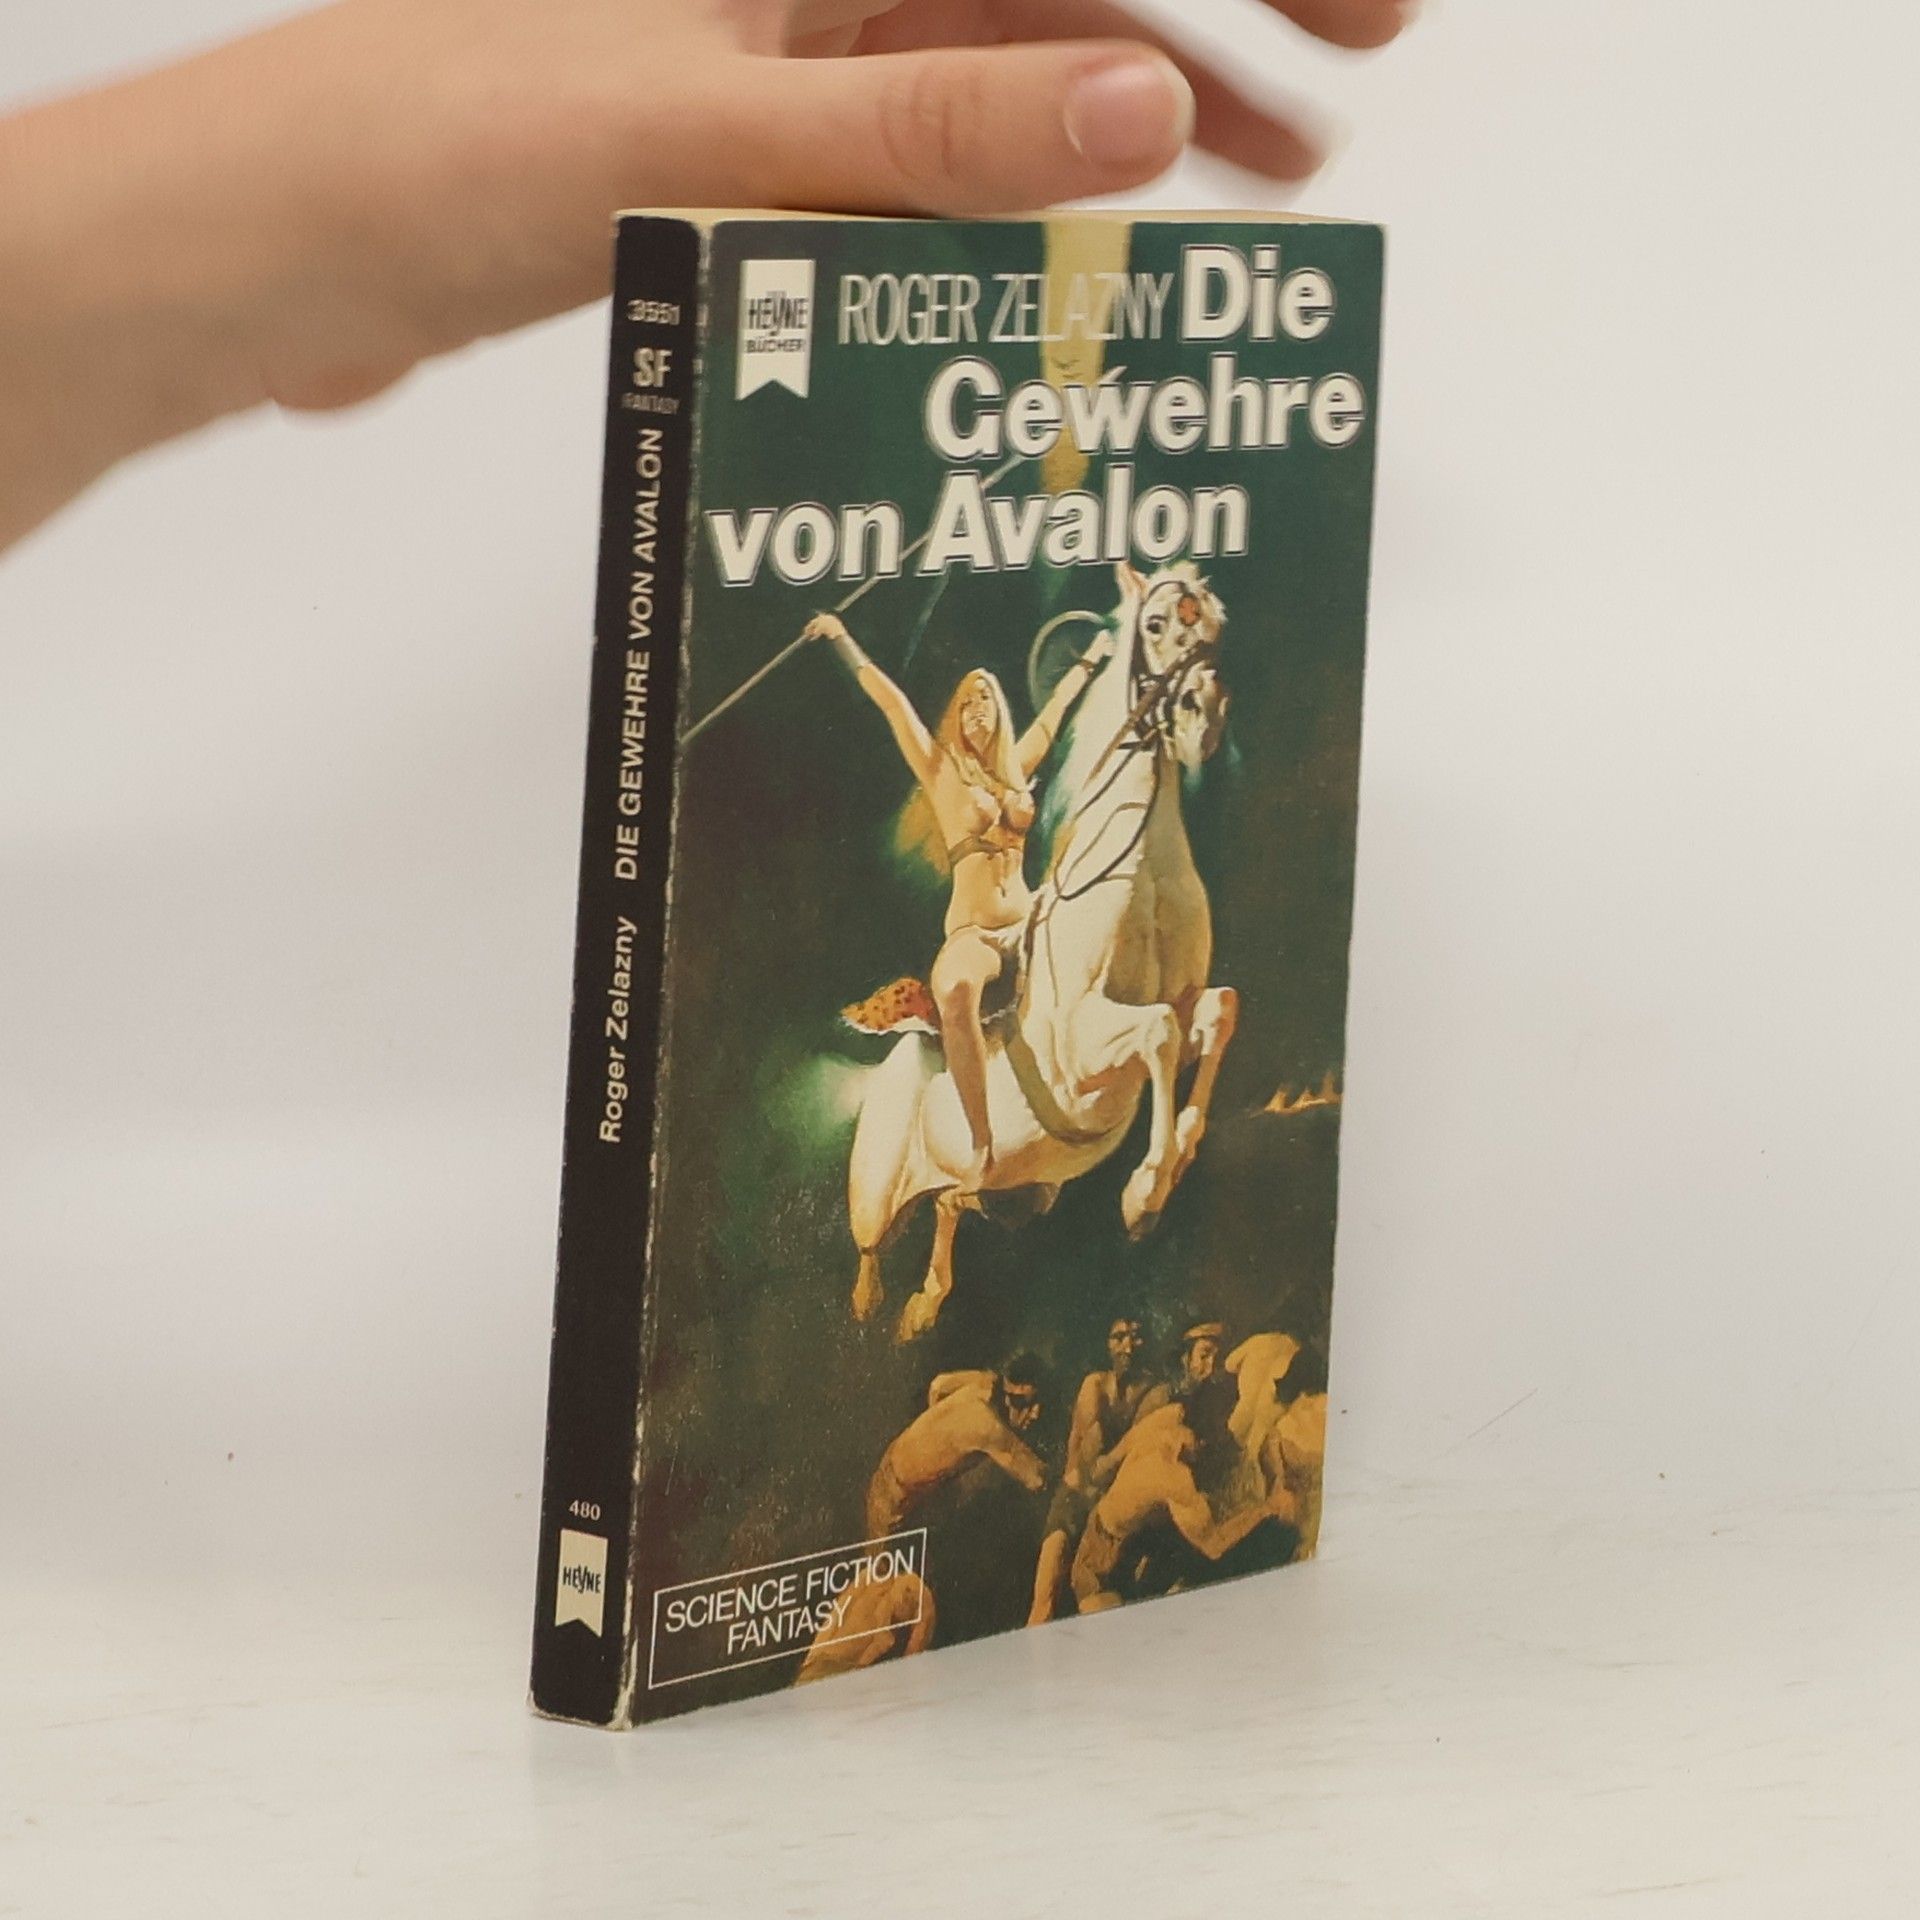 3551
SF
FANTASY
Roger Zelazny DIE GEWEHRE VON AVALON
480
HEYNE
HEYNE
BÜCHER
ROGER ZELAZNY Die
Gewehre
von Avalon
SCIENCE FICTION
FANTASY